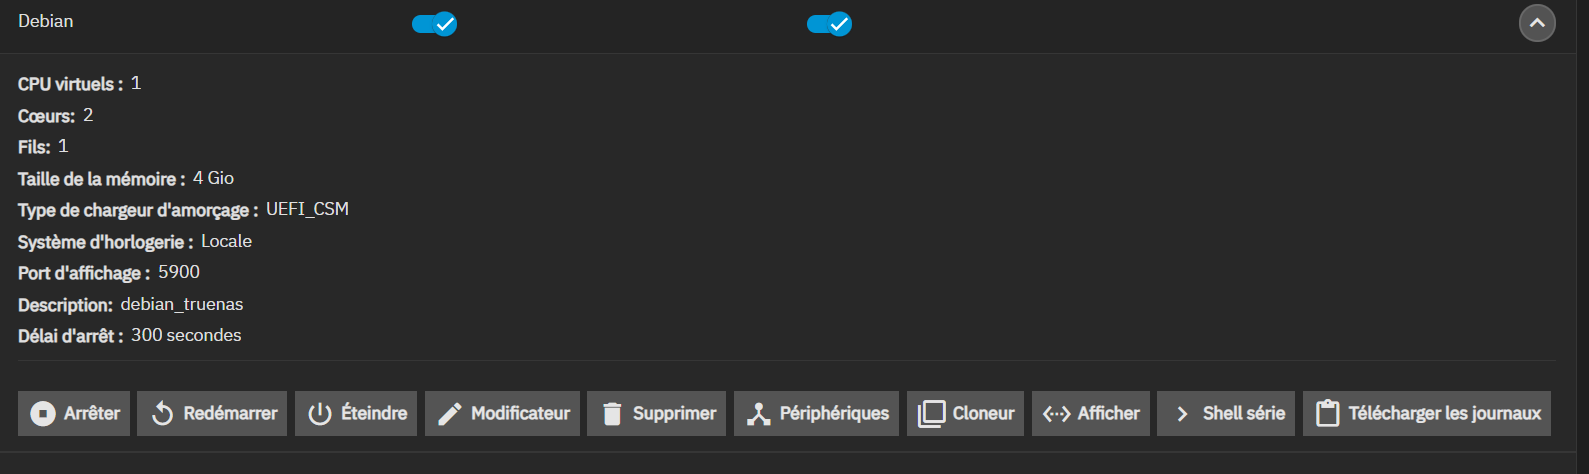 Debian
CPU virtuels : 1
Cœurs: 2
Fils: 1
Taille de la mémoire : 4 Gio
Type de chargeur d'amorçage : UEFI_CSM
Système d'horlogerie : Locale
Port d'affichage : 5900
Description: debian_truenas
Délai d'arrêt : 300 secondes
Arrêter Redémarrer Éteindre Modificateur Supprimer Périphériques Cloneur Afficher Shell série Télécharger les journaux